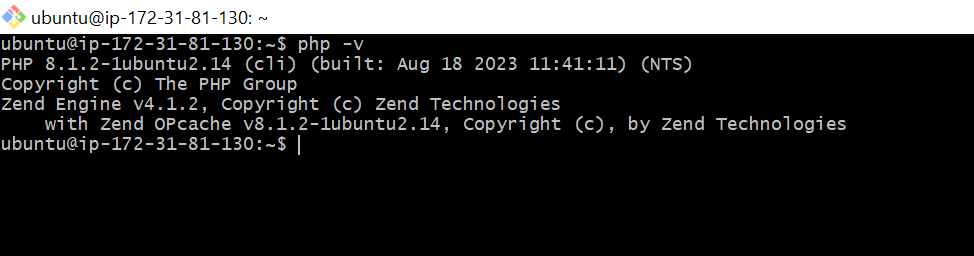 ubuntu@ip-172-31-81-130: ~
ubuntu@ip-172-31-81-130:~$ php -v
PHP 8.1.2-1ubuntu2.14 (cli) (built: Aug 18 2023 11:41:11) (NTS)
Copyright (c) The PHP Group
Zend Engine v4.1.2, Copyright (c) Zend Technologies
    with Zend OPcache v8.1.2-1ubuntu2.14, Copyright (c), by Zend Technologies
ubuntu@ip-172-31-81-130:~$